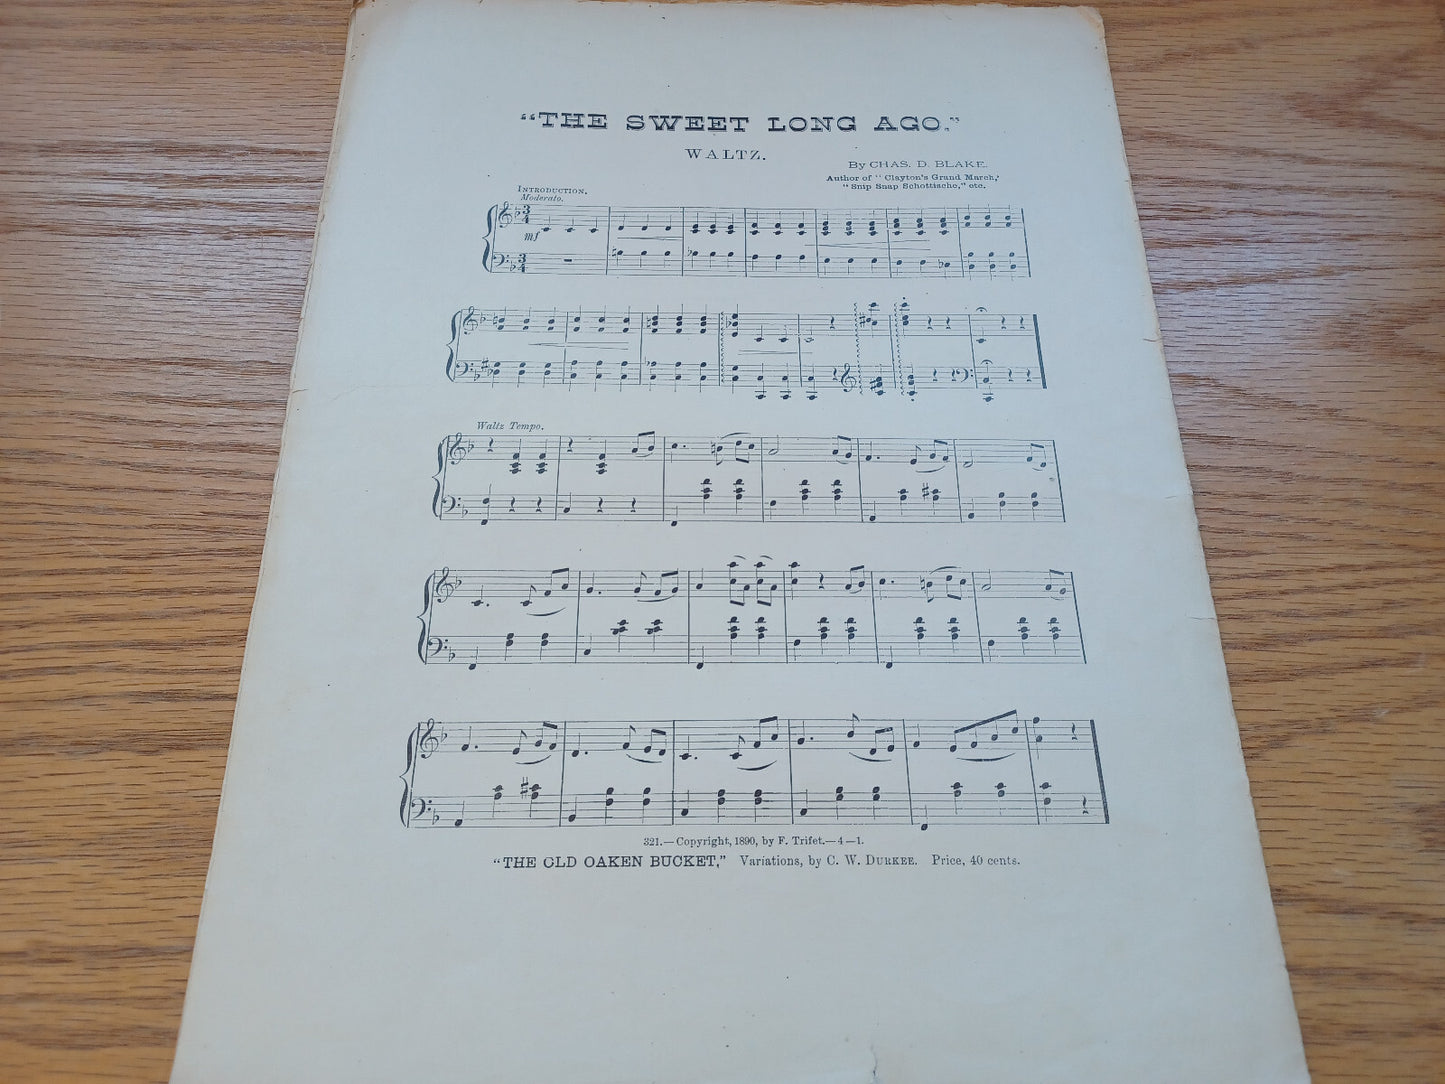 "THE SWEET LONG AGO."
WALTZ.
By CHAS. D. BLAKE.
Author of "Clayton's Grand March,'
"Snip Snap Schottische," etc.
INTRODUCTION.
Moderato.
mf
Waltz Tempo.
321.—Copyright, 1890, by F. Trifet.—4—1.
"THE OLD OAKEN BUCKET," Variations, by C. W. DURKEE. Price, 40 cents.